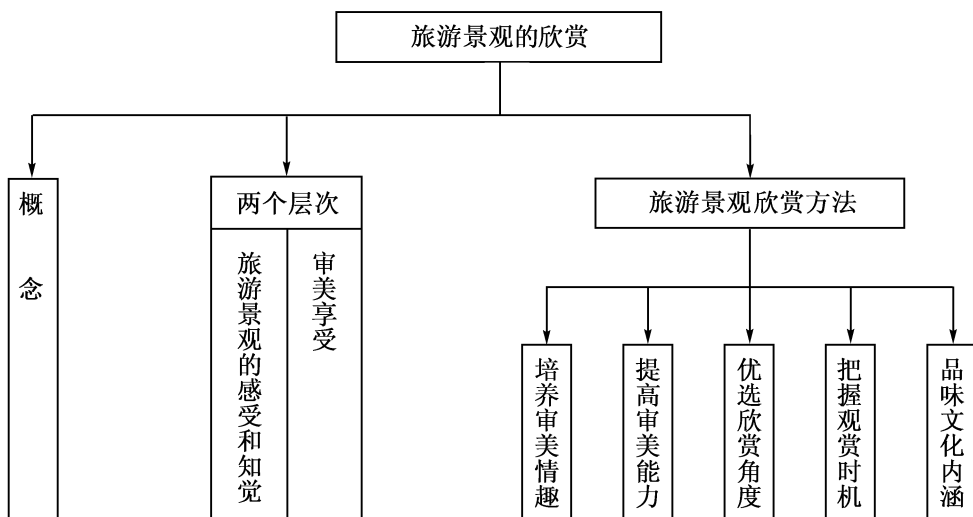 旅游景观的欣赏
概念
两个层次
旅游景观的感受和知觉
审美享受
旅游景观欣赏方法
培养审美情趣
提高审美能力
优选欣赏角度
把握观赏时机
品味文化内涵